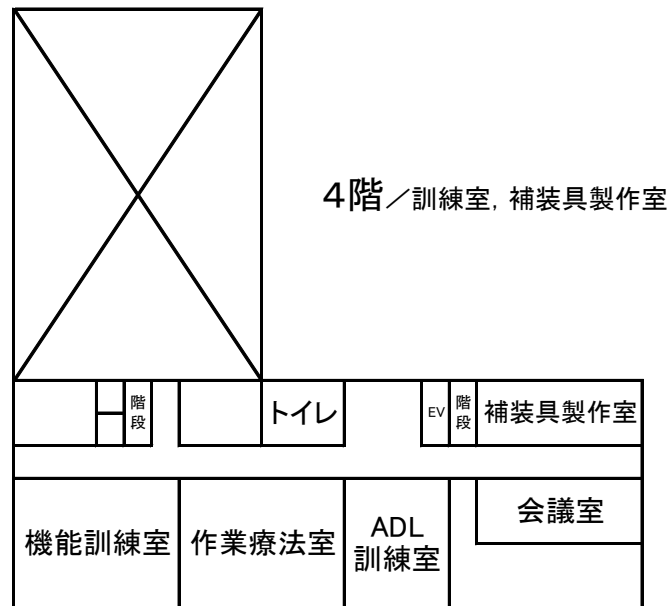 4階／訓練室, 補装具製作室
階段
トイレ
EV
階段
補装具製作室
機能訓練室
作業療法室
ADL
訓練室
会議室